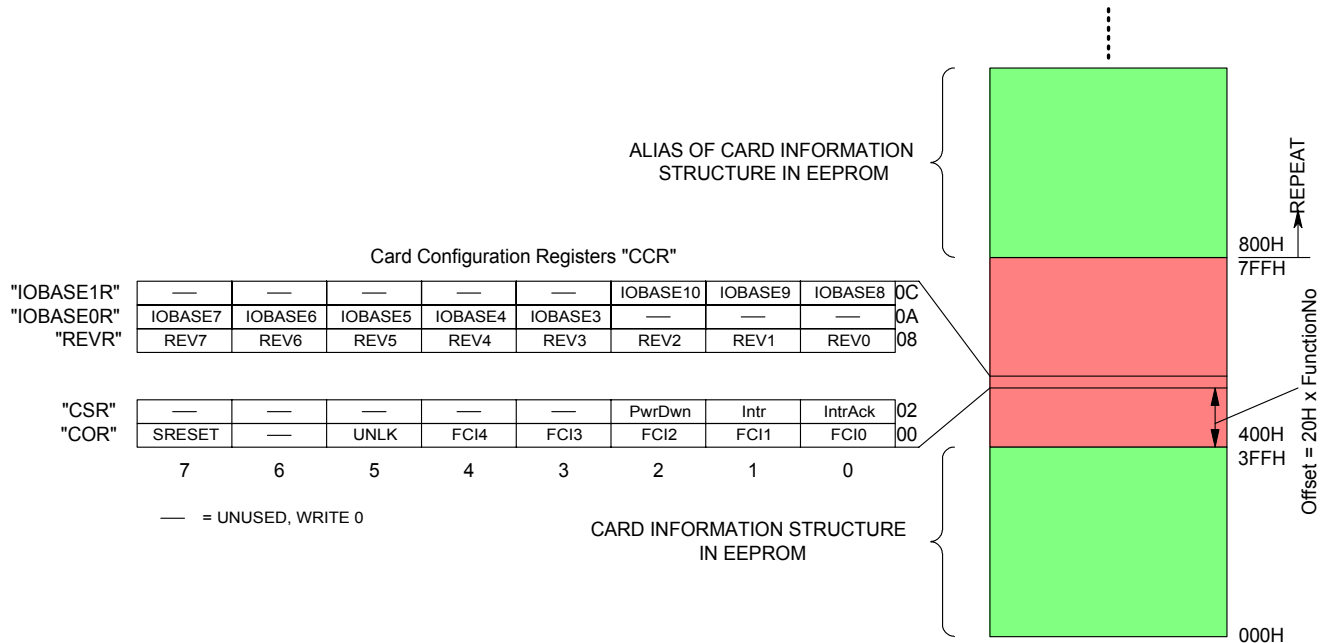 ALIAS OF CARD INFORMATION
STRUCTURE IN EEPROM
REPEAT
800H
7FFH
Card Configuration Registers "CCR"
"IOBASE1R" — — — — — IOBASE10 IOBASE9 IOBASE8 0C
"IOBASE0R" IOBASE7 IOBASE6 IOBASE5 IOBASE4 IOBASE3 — — — 0A
"REVR" REV7 REV6 REV5 REV4 REV3 REV2 REV1 REV0 08
"CSR" — — — — — PwrDwn Intr IntrAck 02
"COR" SRESET — UNLK FCI4 FCI3 FCI2 FCI1 FCI0 00
7 6 5 4 3 2 1 0
400H
3FFH
Offset = 20H x FunctionNo
— = UNUSED, WRITE 0
CARD INFORMATION STRUCTURE
IN EEPROM
000H